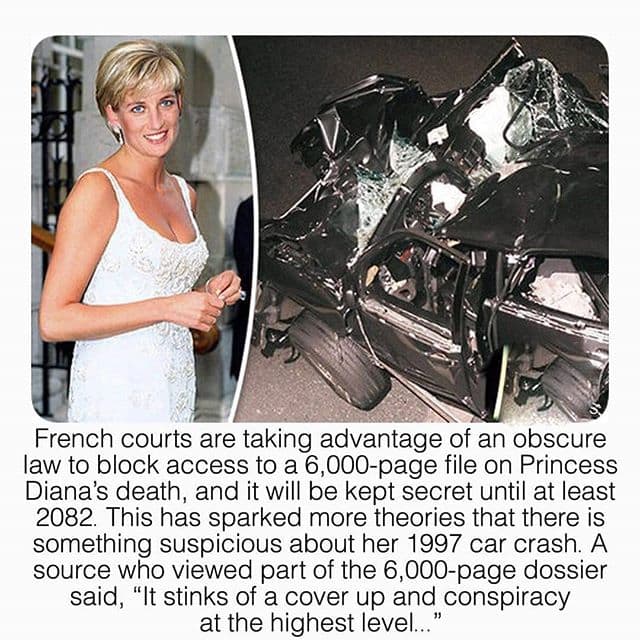 French courts are taking advantage of an obscure
law to block access to a 6,000-page file on Princess
Diana's death, and it will be kept secret until at least
2082. This has sparked more theories that there is
something suspicious about her 1997 car crash. A
source who viewed part of the 6,000-page dossier
said, “It stinks of a cover up and conspiracy
at the highest level...”